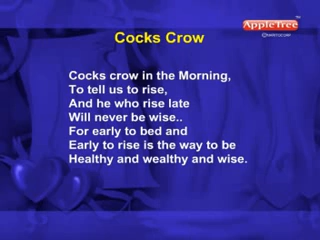 AppleTree
Cocks Crow
Cocks crow in the Morning,
To tell us to rise,
And he who rise late
Will never be wise..
For early to bed and
Early to rise is the way to be
Healthy and wealthy and wise.